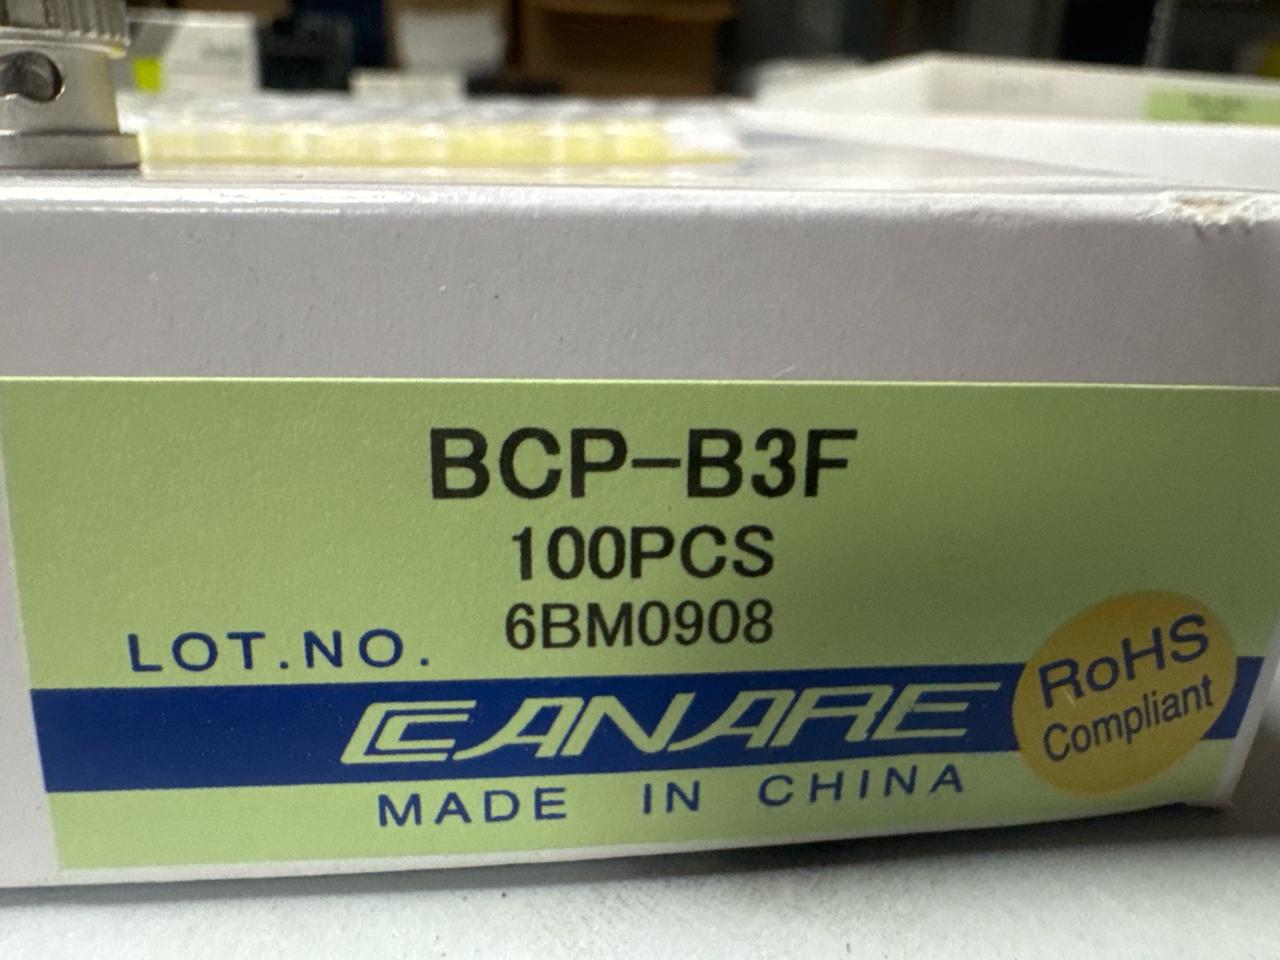 BCP-B3F
100PCS
LOT.NO. 6BM0908
CANARE
MADE IN CHINA
RoHS
Compliant